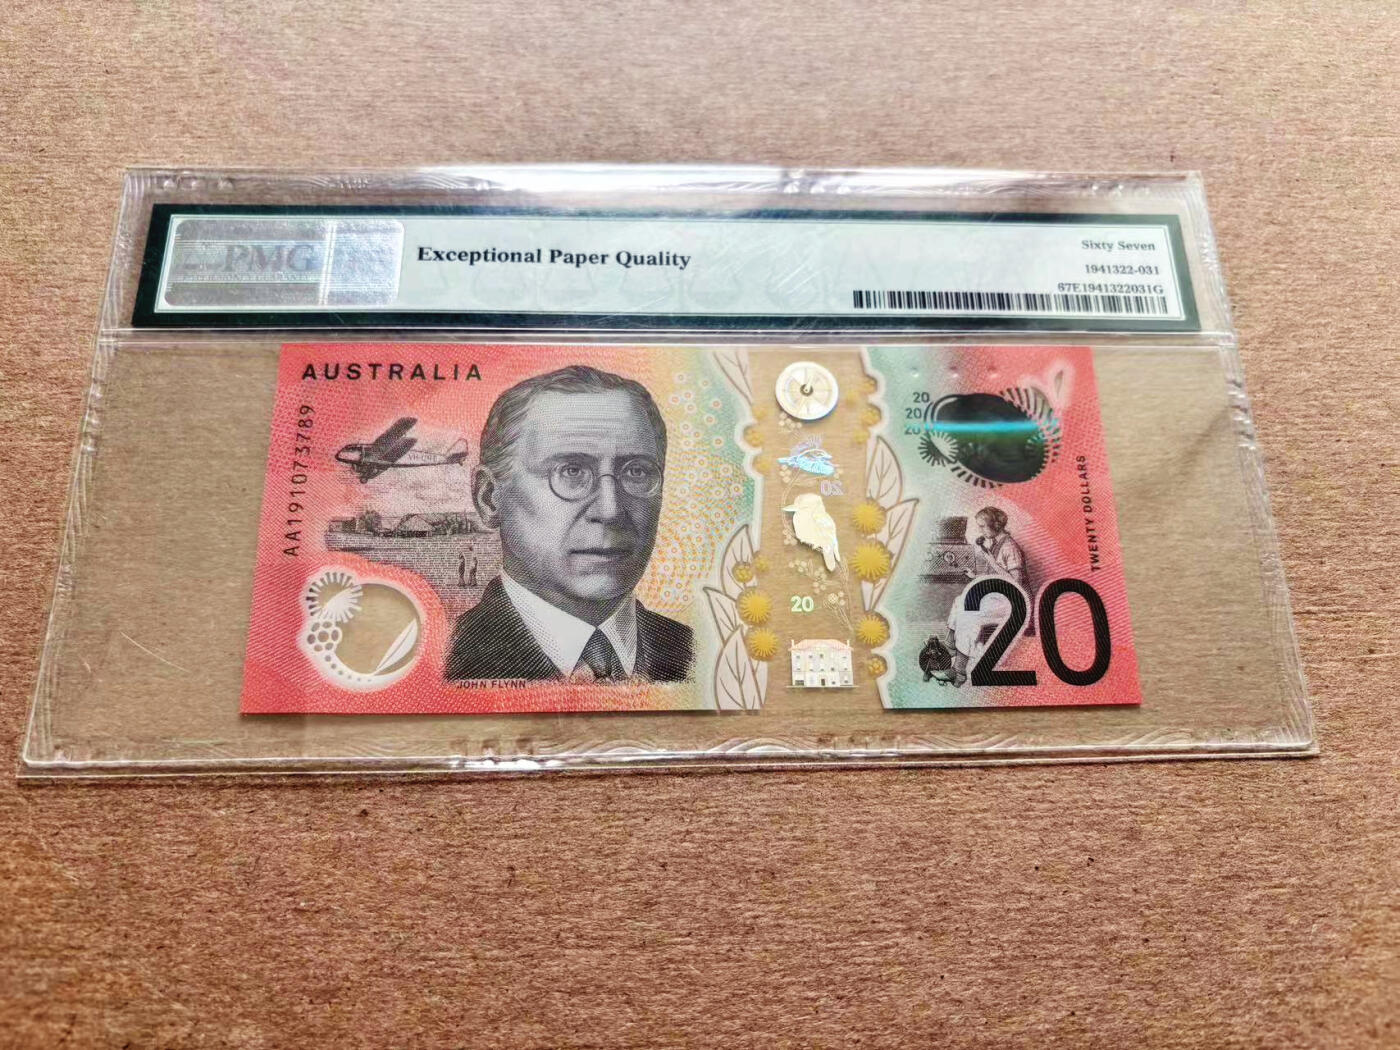 PMG
Exceptional Paper Quality
Sixty Seven
1941322-031
67E1941322031G
AUSTRALIA
AA191073789
JOHN FLYNN
20
20
20
20
20
TWENTY DOLLARS
20